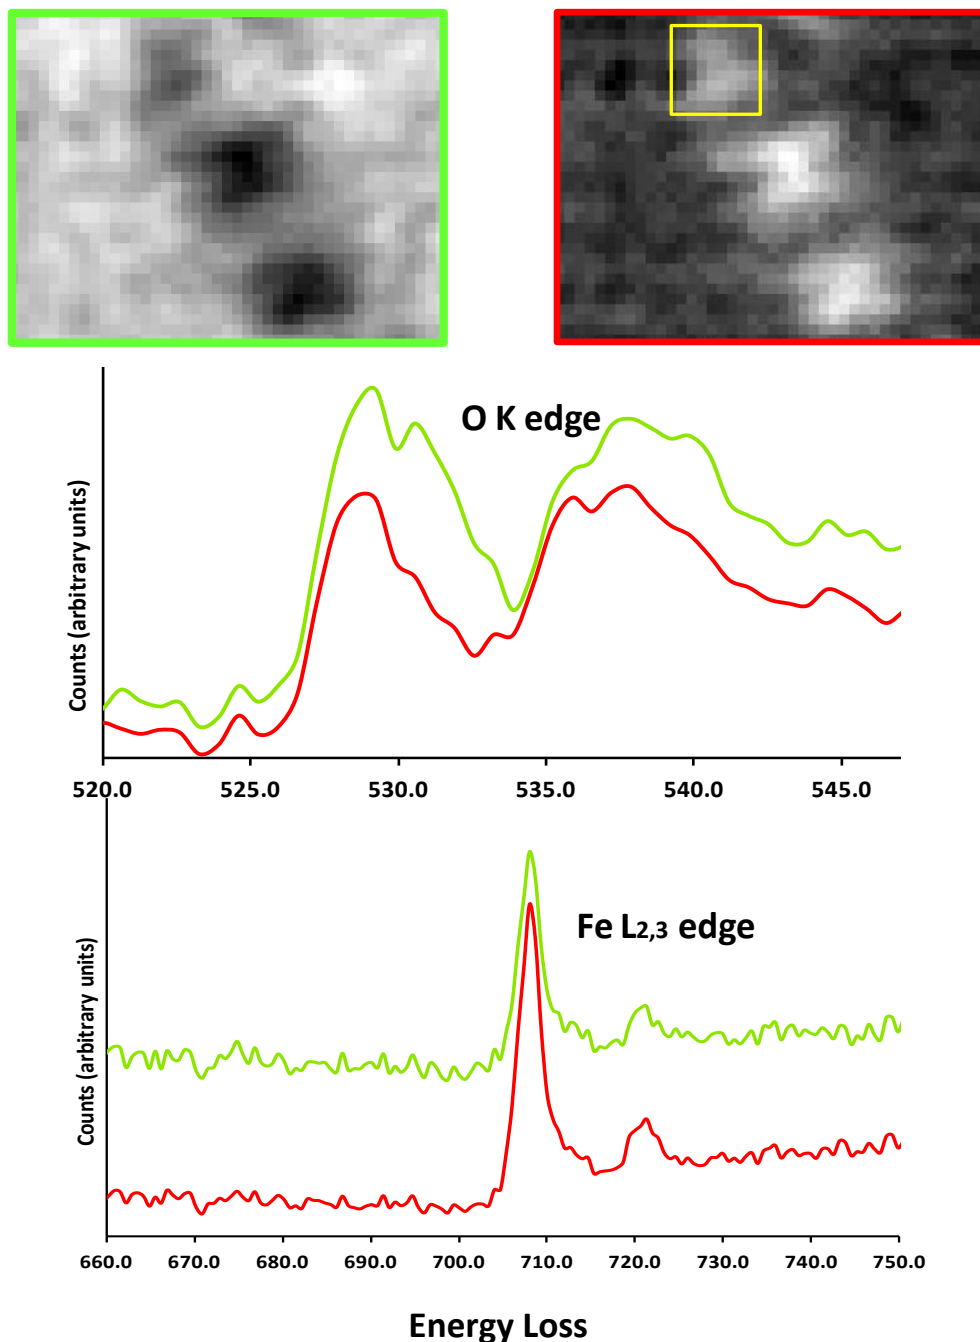 O K edge
Counts (arbitrary units)
520.0 525.0 530.0 535.0 540.0 545.0
Fe L2,3 edge
Counts (arbitrary units)
660.0 670.0 680.0 690.0 700.0 710.0 720.0 730.0 740.0 750.0
Energy Loss